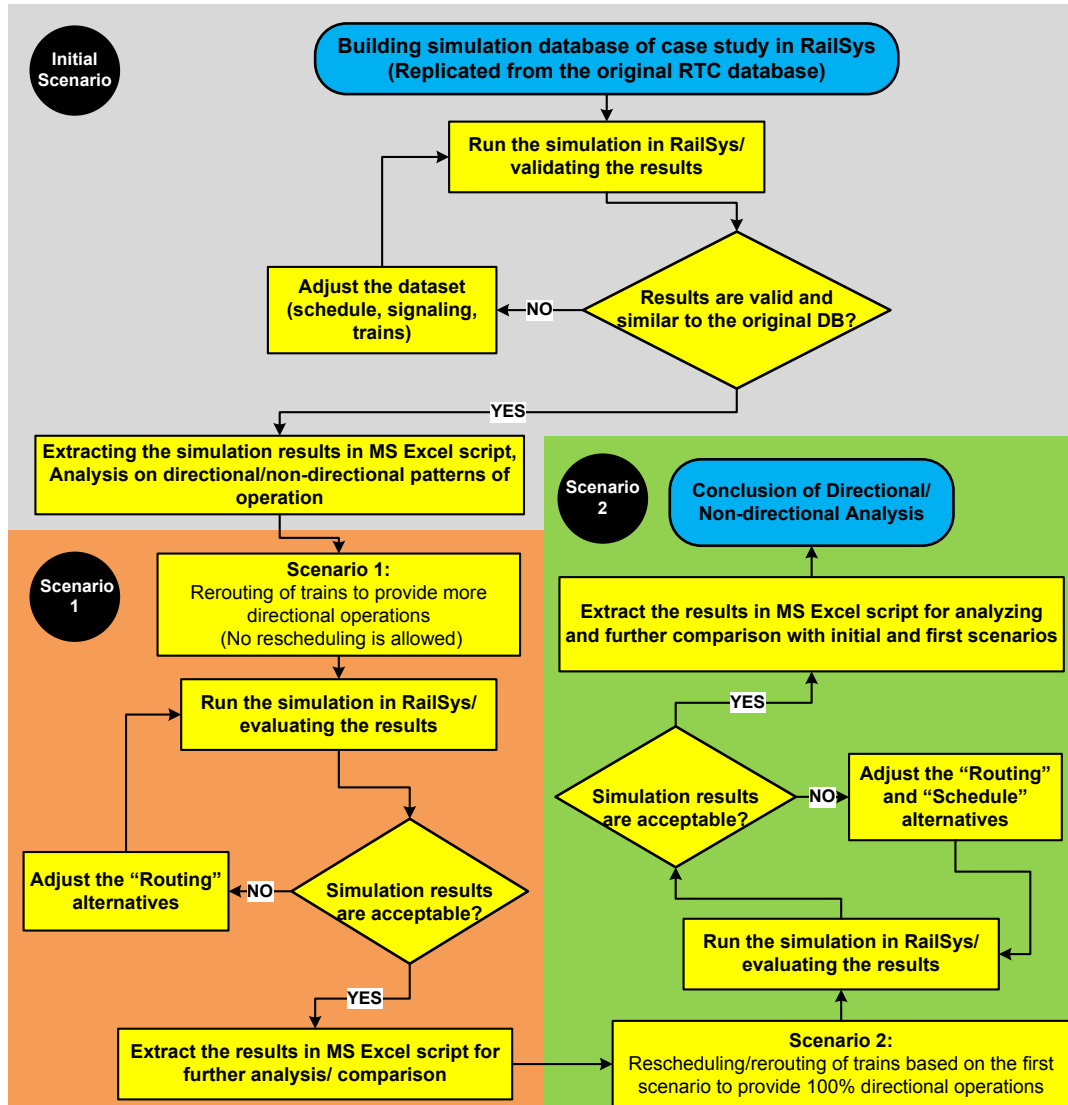 Initial
Scenario
Building simulation database of case study in RailSys
(Replicated from the original RTC database)
Run the simulation in RailSys/
validating the results
Adjust the dataset
(schedule, signaling,
trains)
NO
Results are valid and
similar to the original DB?
YES
Extracting the simulation results in MS Excel script,
Analysis on directional/non-directional patterns of
operation
Scenario
1
Scenario 1:
Rerouting of trains to provide more
directional operations
(No rescheduling is allowed)
Run the simulation in RailSys/
evaluating the results
Adjust the “Routing”
alternatives
NO
Simulation results
are acceptable?
YES
Extract the results in MS Excel script for
further analysis/ comparison
Scenario
2
Conclusion of Directional/
Non-directional Analysis
Extract the results in MS Excel script for analyzing
and further comparison with initial and first scenarios
YES
Simulation results
are acceptable?
NO
Adjust the “Routing”
and “Schedule”
alternatives
Run the simulation in RailSys/
evaluating the results
Scenario 2:
Rescheduling/rerouting of trains based on the first
scenario to provide 100% directional operations